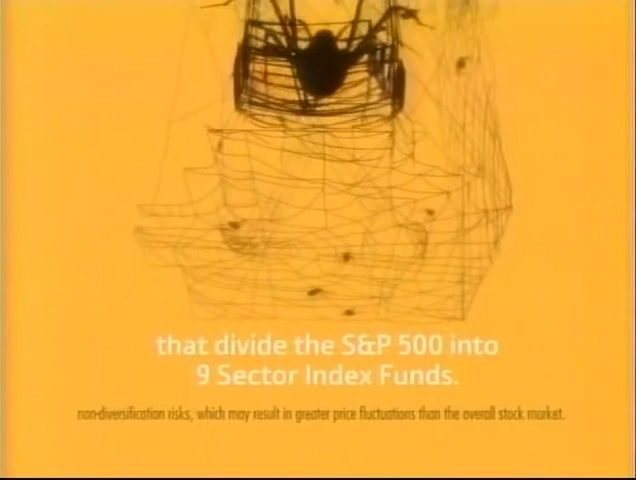 that divide the S&P 500 into
9 Sector Index Funds.
non-diversification risks, which may result in greater price fluctuations than the overall stock market.